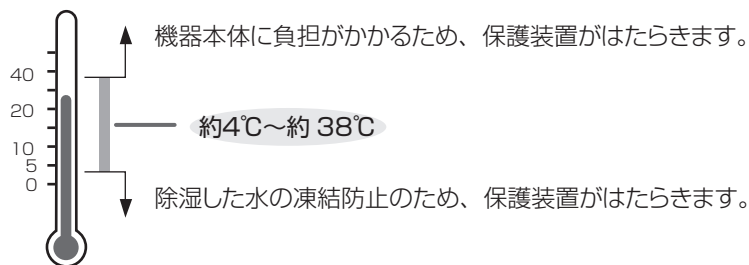 機器本体に負担がかかるため、保護装置がはたらきます。
40
20
約4℃～約 38℃
10
5
0
除湿した水の凍結防止のため、保護装置がはたらきます。